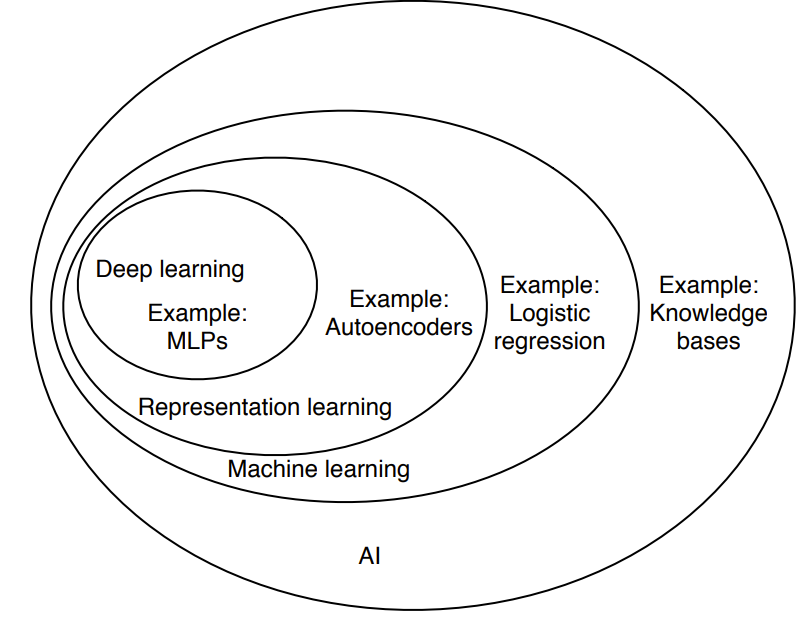 Deep learning
Example:
MLPs
Example:
Autoencoders
Example:
Logistic
regression
Example:
Knowledge
bases
Representation learning
Machine learning
AI